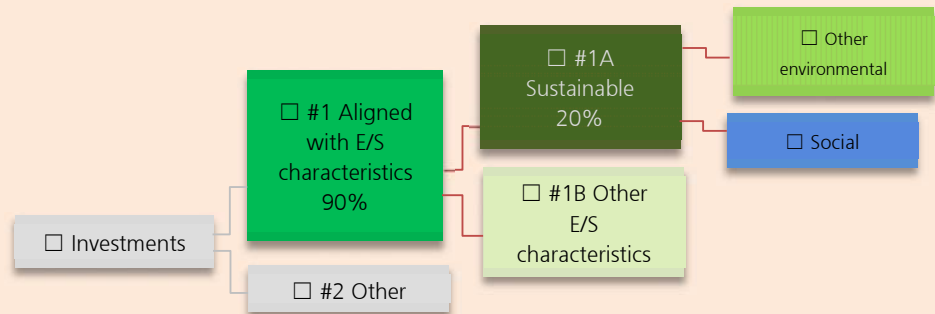 ☐ Investments
☐ #1 Aligned
with E/S
characteristics
90%
☐ #2 Other
☐ #1A
Sustainable
20%
☐ #1B Other
E/S
characteristics
☐ Other
environmental
☐ Social